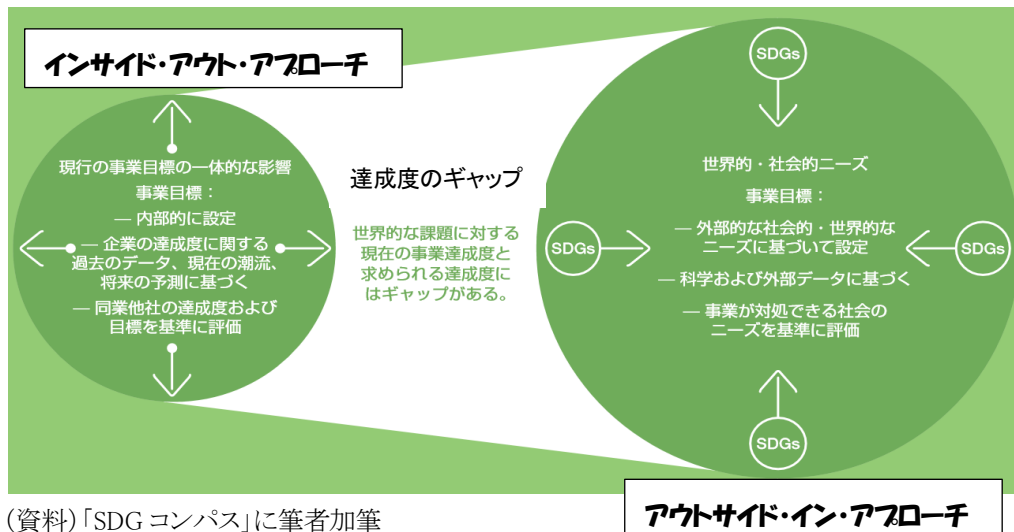 インサイド・アウト・アプローチ
現行の事業目標の一体的な影響
事業目標：
— 内部的に設定
— 企業の達成度に関する
過去のデータ、現在の潮流、
将来の予測に基づく
— 同業他社の達成度および
目標を基準に評価
達成度のギャップ
世界的な課題に対する
現在の事業達成度と
求められる達成度に
はギャップがある。
SDGs
世界的・社会的ニーズ
事業目標：
— 外部的な社会的・世界的な
ニーズに基づいて設定
— 科学および外部データに基づく
— 事業が対処できる社会の
ニーズを基準に評価
SDGs
SDGs
SDGs
アウトサイド・イン・アプローチ
(資料)「SDGコンパス」に筆者加筆